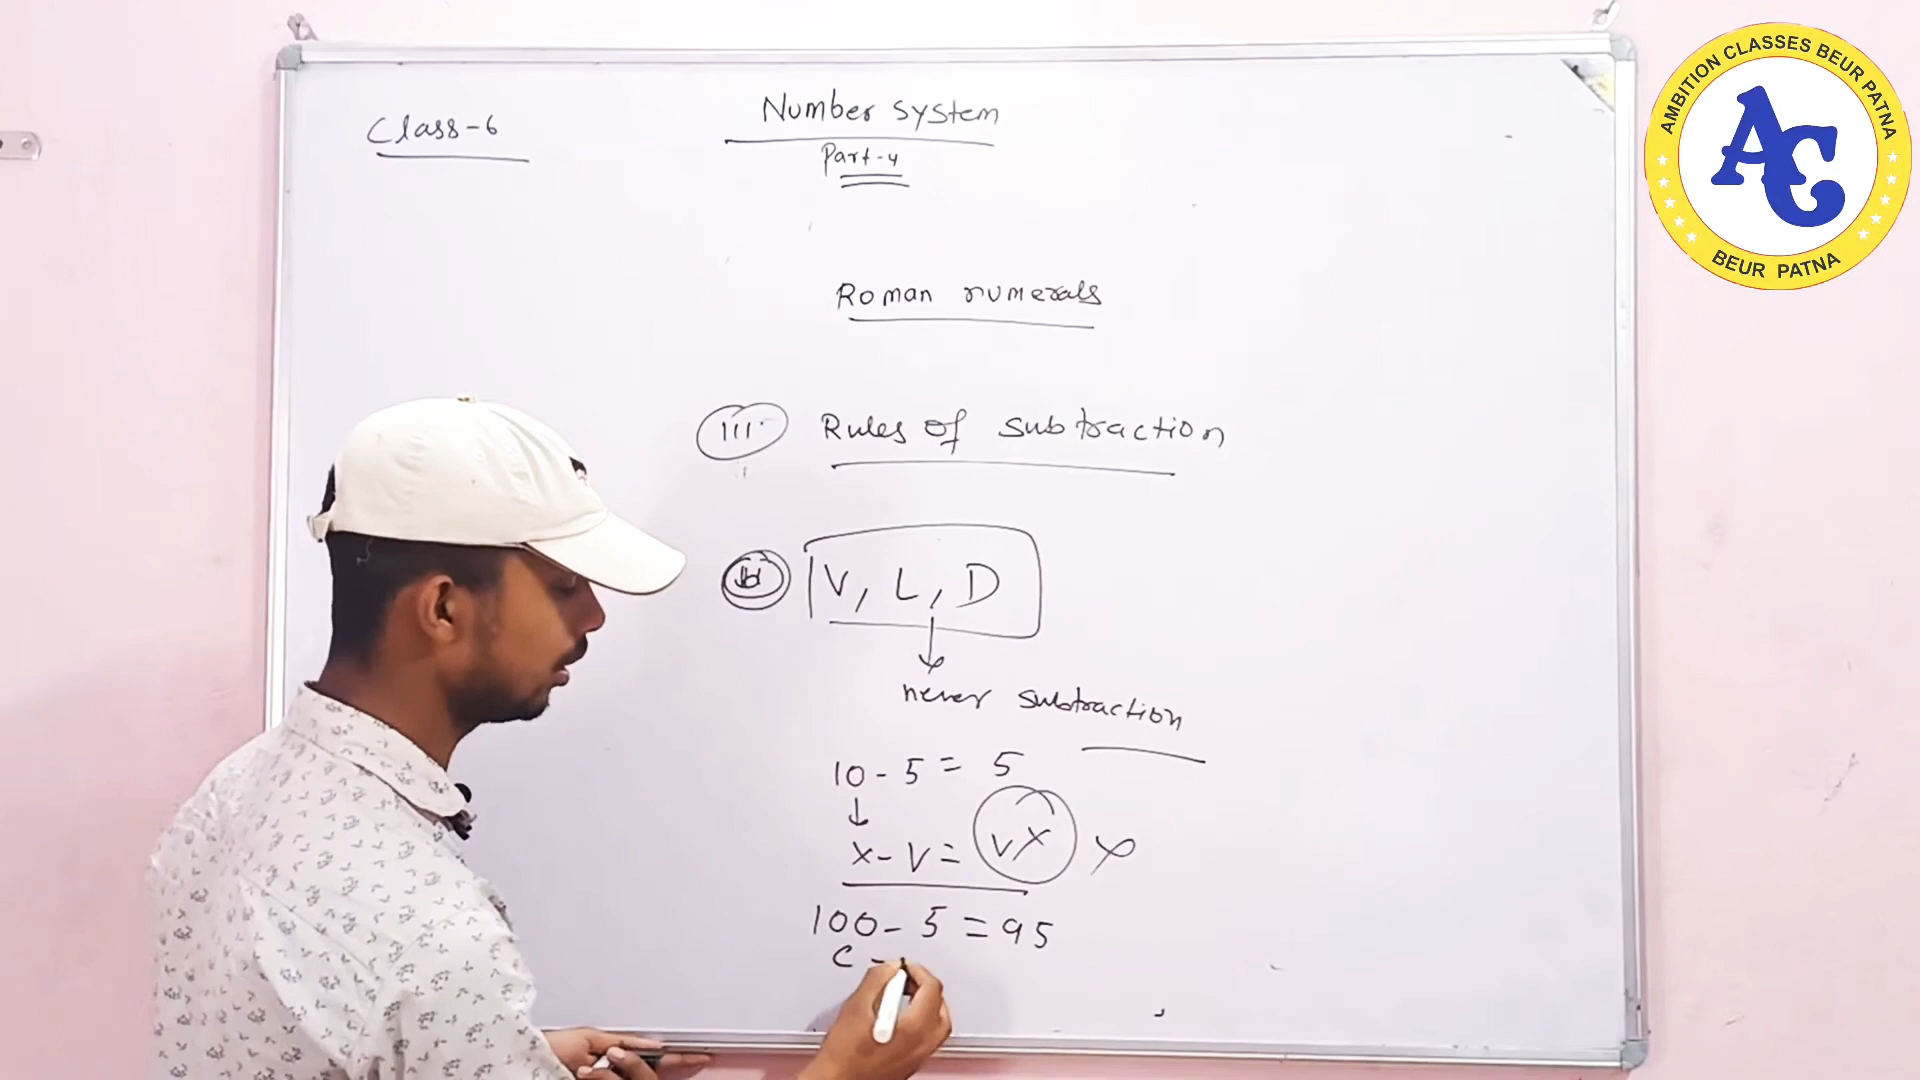 Class-6
Number system
Part-4
Roman numerals
III. Rules of subtraction
(b) V, L, D
never subtraction
10 - 5 = 5
X - V = VX
100 - 5 = 95
C -
AMBITION CLASSES BEUR PATNA
AC
BEUR PATNA